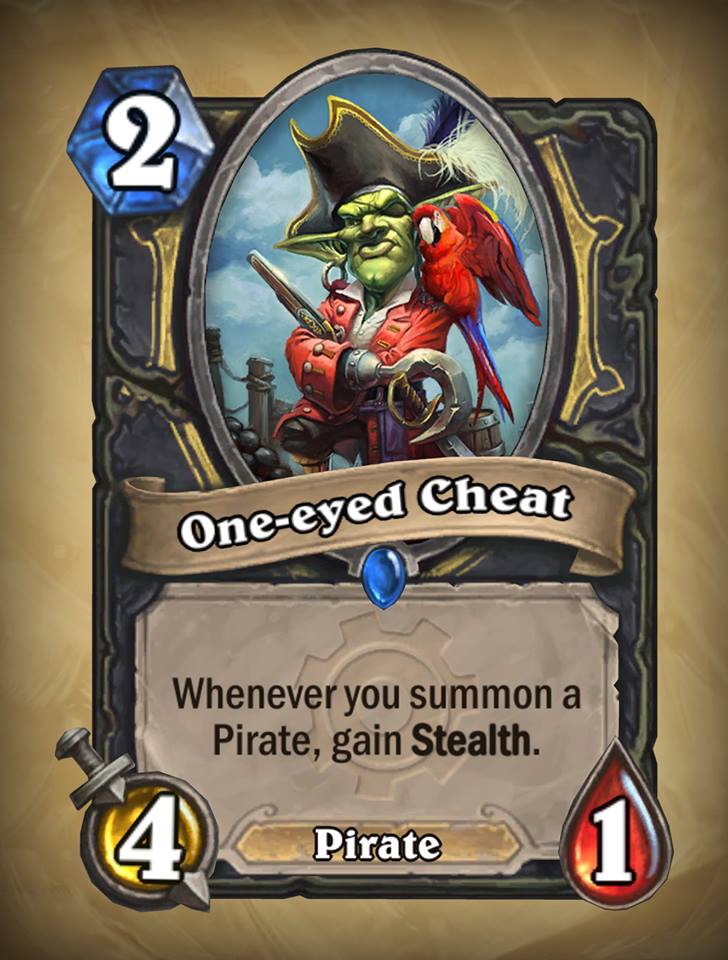 2
One-eyed Cheat
Whenever you summon a
Pirate, gain Stealth.
4
Pirate
1